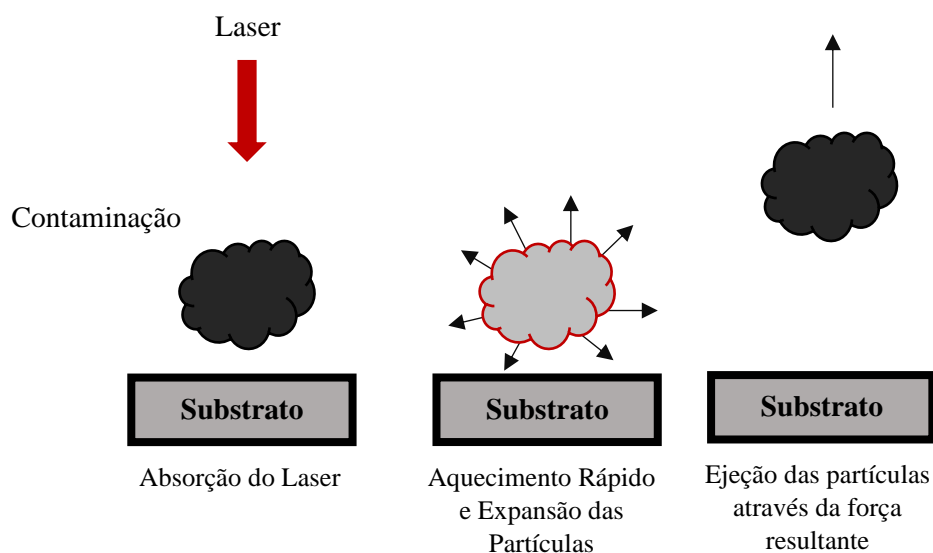 Laser
Contaminação
Substrato
Absorção do Laser
Substrato
Aquecimento Rápido
e Expansão das
Partículas
Substrato
Ejeção das partículas
através da força
resultante